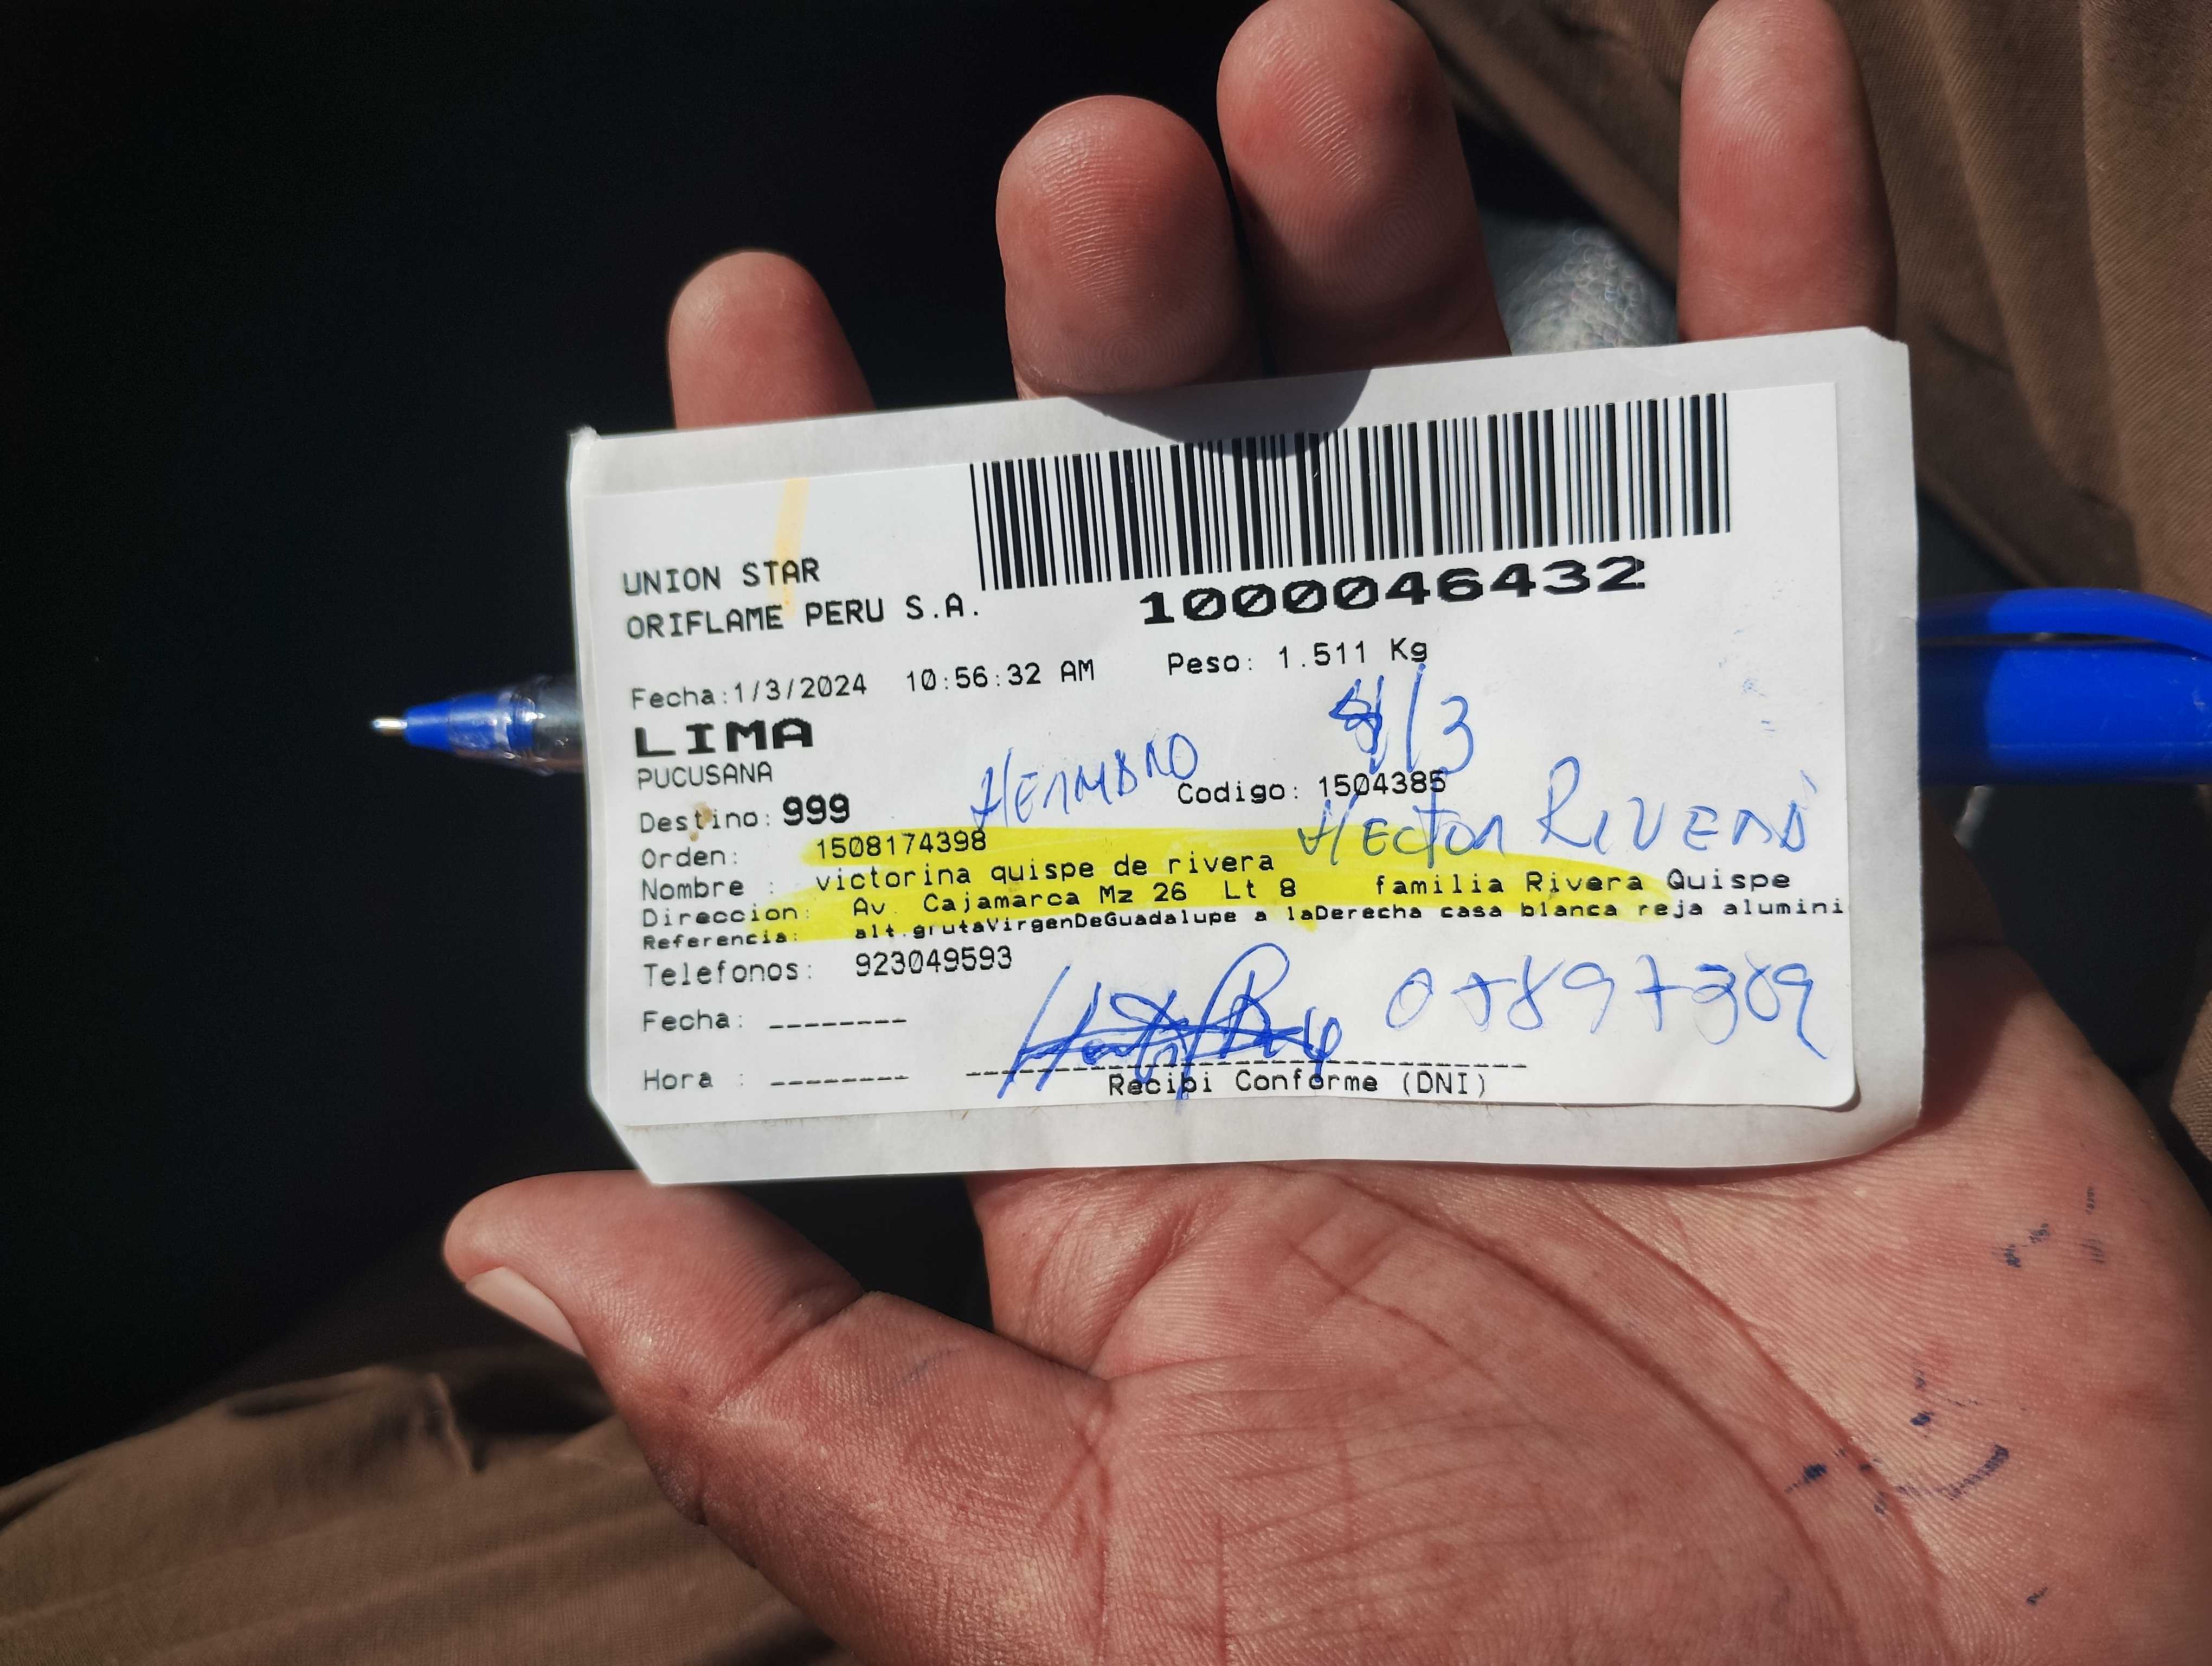 UNION STAR
ORIFLAME PERU S.A.
1000046432
Fecha:1/3/2024 10:56:32 AM Peso: 1.511 Kg
4/3
LIMA
PUCUSANA
HERMANO
Codigo: 1504385
Destino: 999
HECTOR RIVERA
Orden: 1508174398
Nombre : victorina quispe de rivera
Direccion: Av. Cajamarca Mz 26 Lt 8 familia Rivera Quispe
Referencia: alt.grutaVirgenDeGuadalupe a laDerecha casa blanca reja alumini
Telefonos: 923049593
Fecha: --------
Hora : --------
Recibi Conforme (DNI)